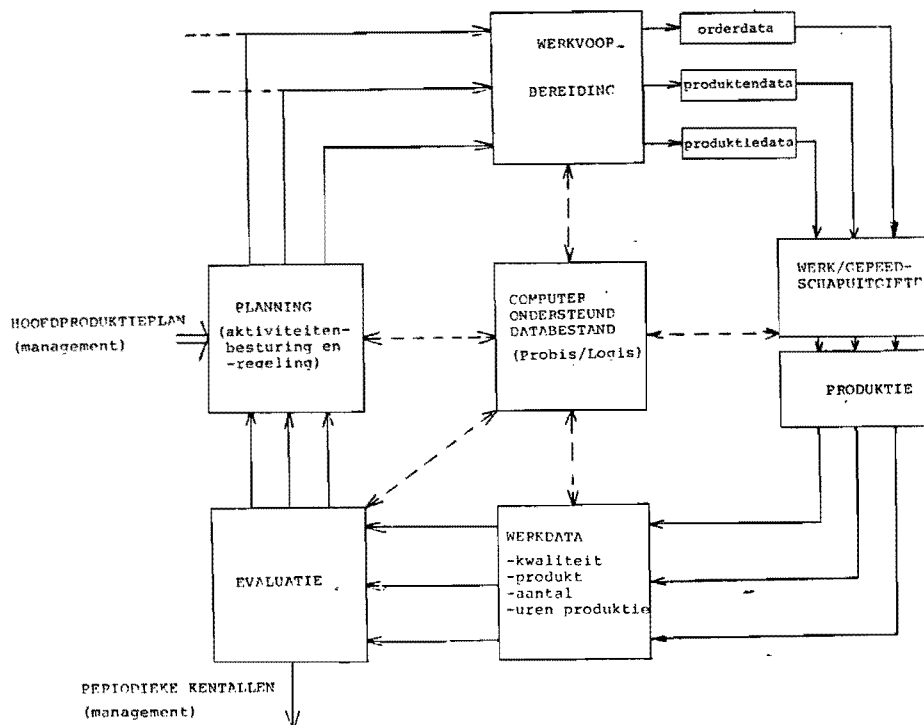 WERKVOOR-
BEREIDING
orderdata
produktendata
produktiedata
HOOFDPRODUKTIEPLAN
(management)
PLANNING
(aktiviteiten-
besturing en
-regeling)
COMPUTER
ONDERSTEUND
DATABESTAND
(Probis/Logis)
WERK/GEREED-
SCHAPUITGIFTE
PRODUKTIE
EVALUATIE
WERKDATA
-kwaliteit
-produkt
-aantal
-uren produktie
PERIODIEKE KENTALLEN
(management)